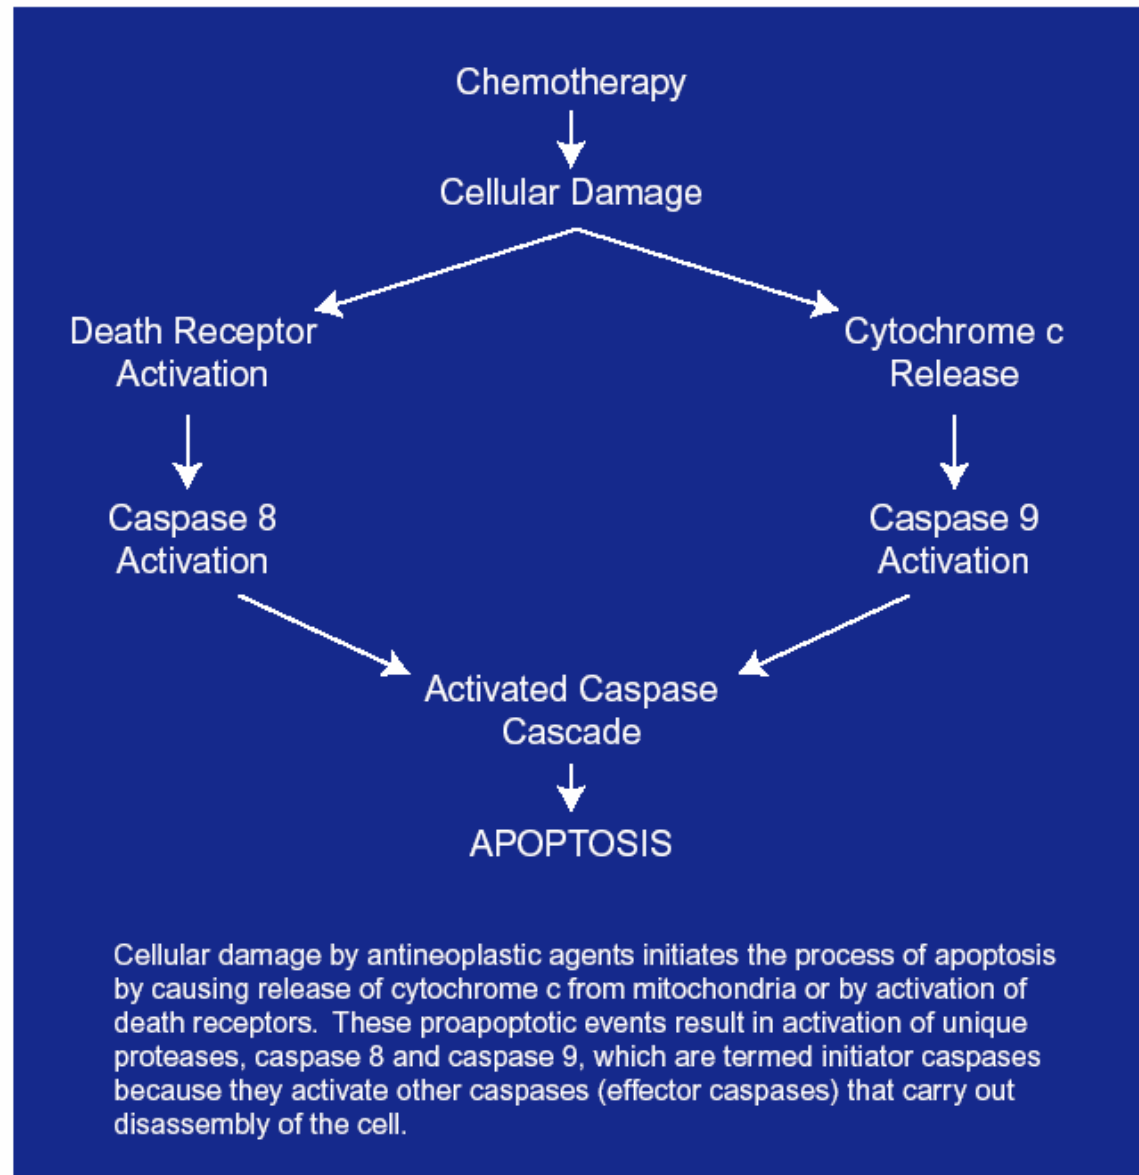 Chemotherapy
Cellular Damage
Death Receptor
Activation
Cytochrome c
Release
Caspase 8
Activation
Caspase 9
Activation
Activated Caspase
Cascade
APOPTOSIS
Cellular damage by antineoplastic agents initiates the process of apoptosis
by causing release of cytochrome c from mitochondria or by activation of
death receptors.  These proapoptotic events result in activation of unique
proteases, caspase 8 and caspase 9, which are termed initiator caspases
because they activate other caspases (effector caspases) that carry out
disassembly of the cell.